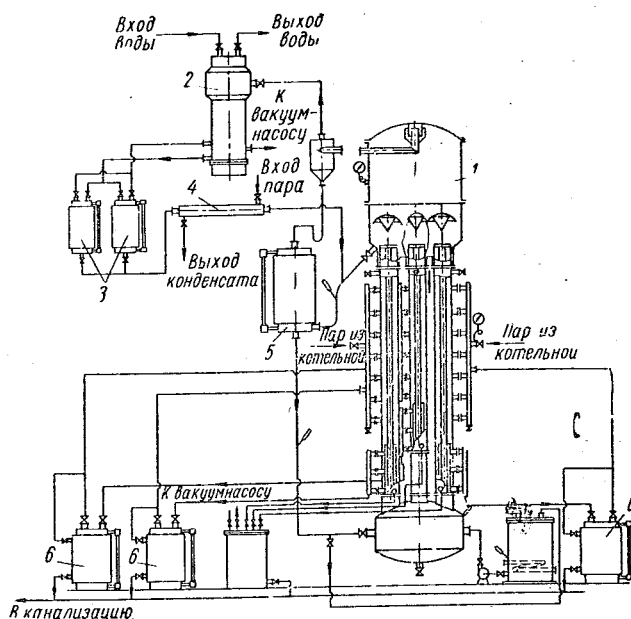 Вход
воды
Выход
воды
2
К
вакуум-
насосу
1
Вход
пара
4
3
Выход
конденсата
5
Пар из
котельной
Пар из
котельной
К вакуумнасосу
6
6
В канализацию